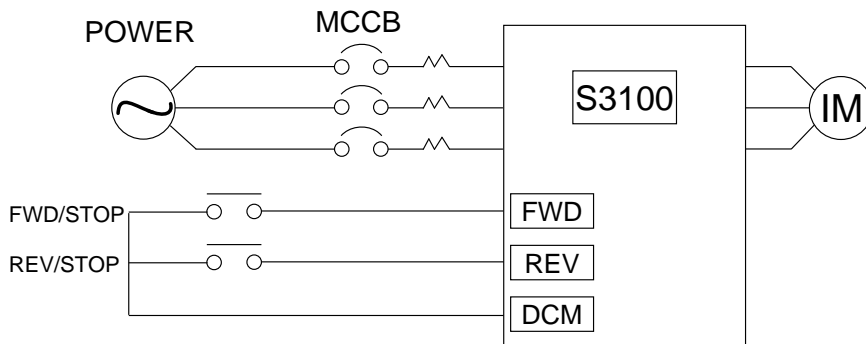 POWER
MCCB
S3100
IM
FWD/STOP
FWD
REV/STOP
REV
DCM